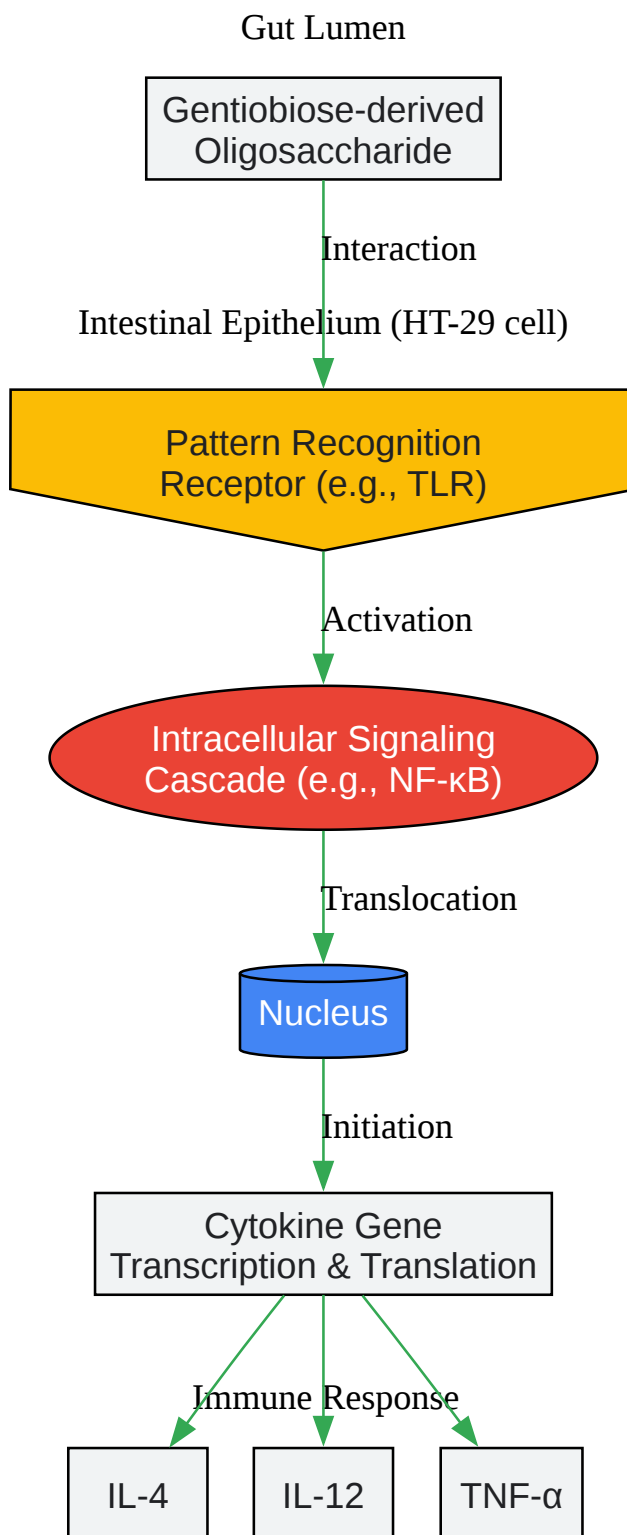 Gut Lumen
Gentiobiose-derived
Oligosaccharide
Interaction
Intestinal Epithelium (HT-29 cell)
Pattern Recognition
Receptor (e.g., TLR)
Activation
Intracellular Signaling
Cascade (e.g., NF-κB)
Translocation
Nucleus
Initiation
Cytokine Gene
Transcription & Translation
Immune Response
IL-4
IL-12
TNF-α